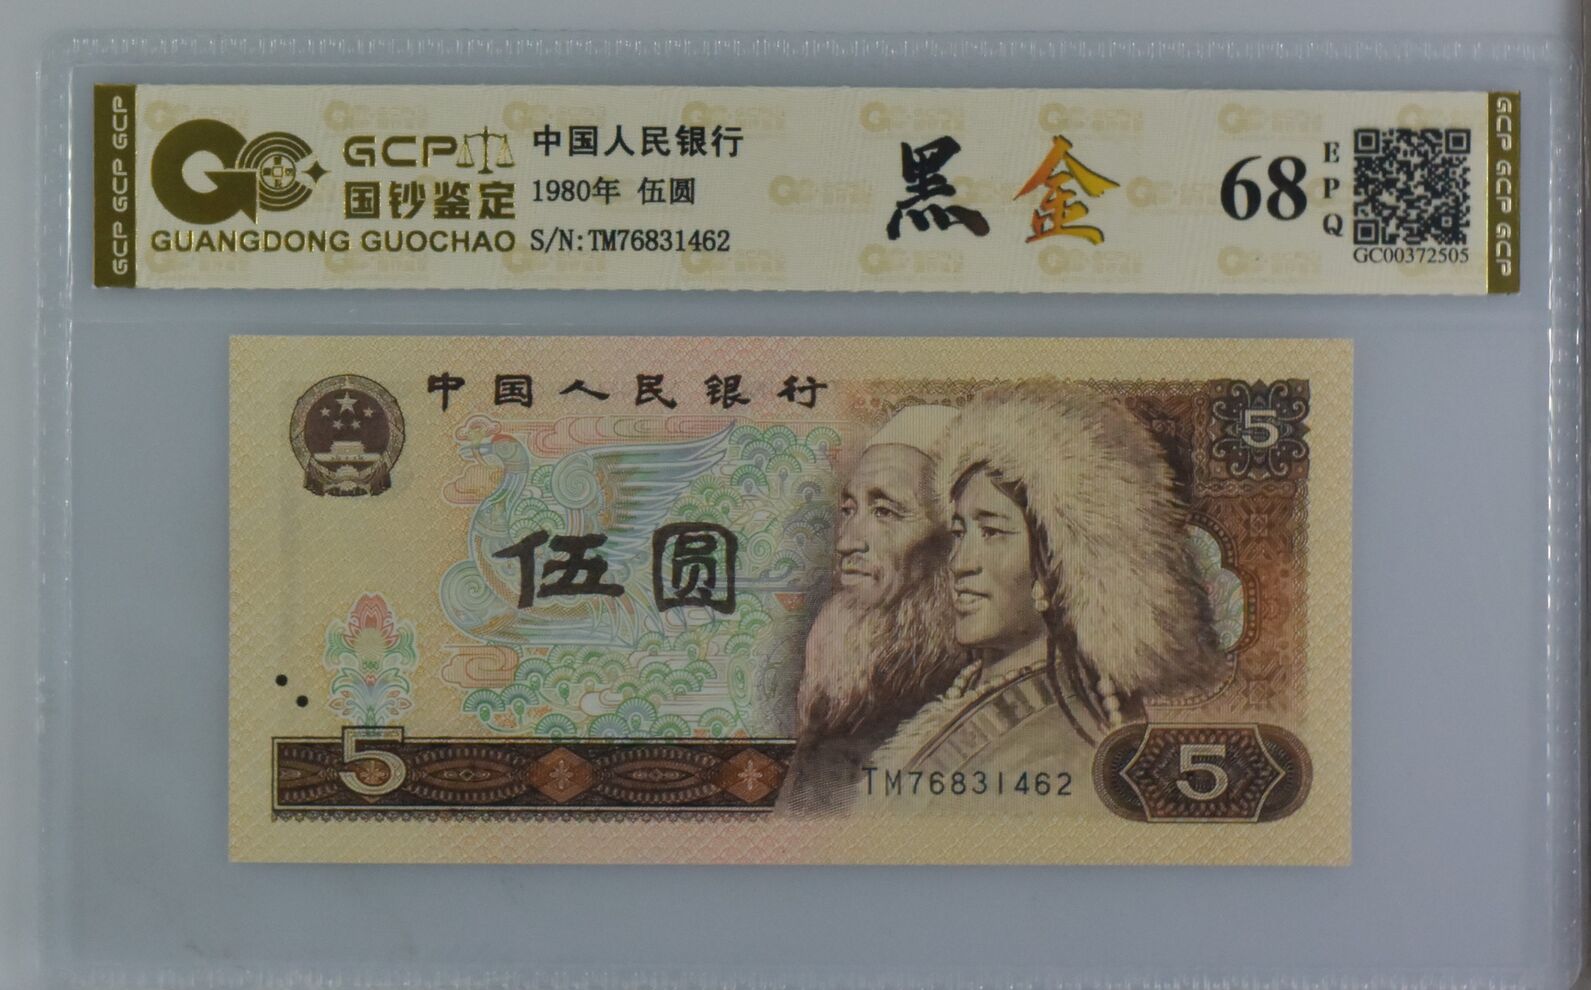 GCP
国钞鉴定
GUANGDONG GUOCHAO
中国人民银行
1980年 伍圆
S/N:TM76831462
黑金
68
EPQ
GC00372505
GCP GCP GCP
GCP GCP GCP
中国人民银行
5
伍圆
5
TM76831462
5